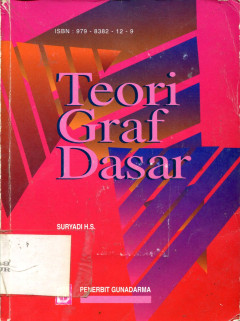 ISBN : 979 - 8382 - 12 - 9
Teori
Graf
Dasar
SURYADI H.S.
PENERBIT GUNADARMA